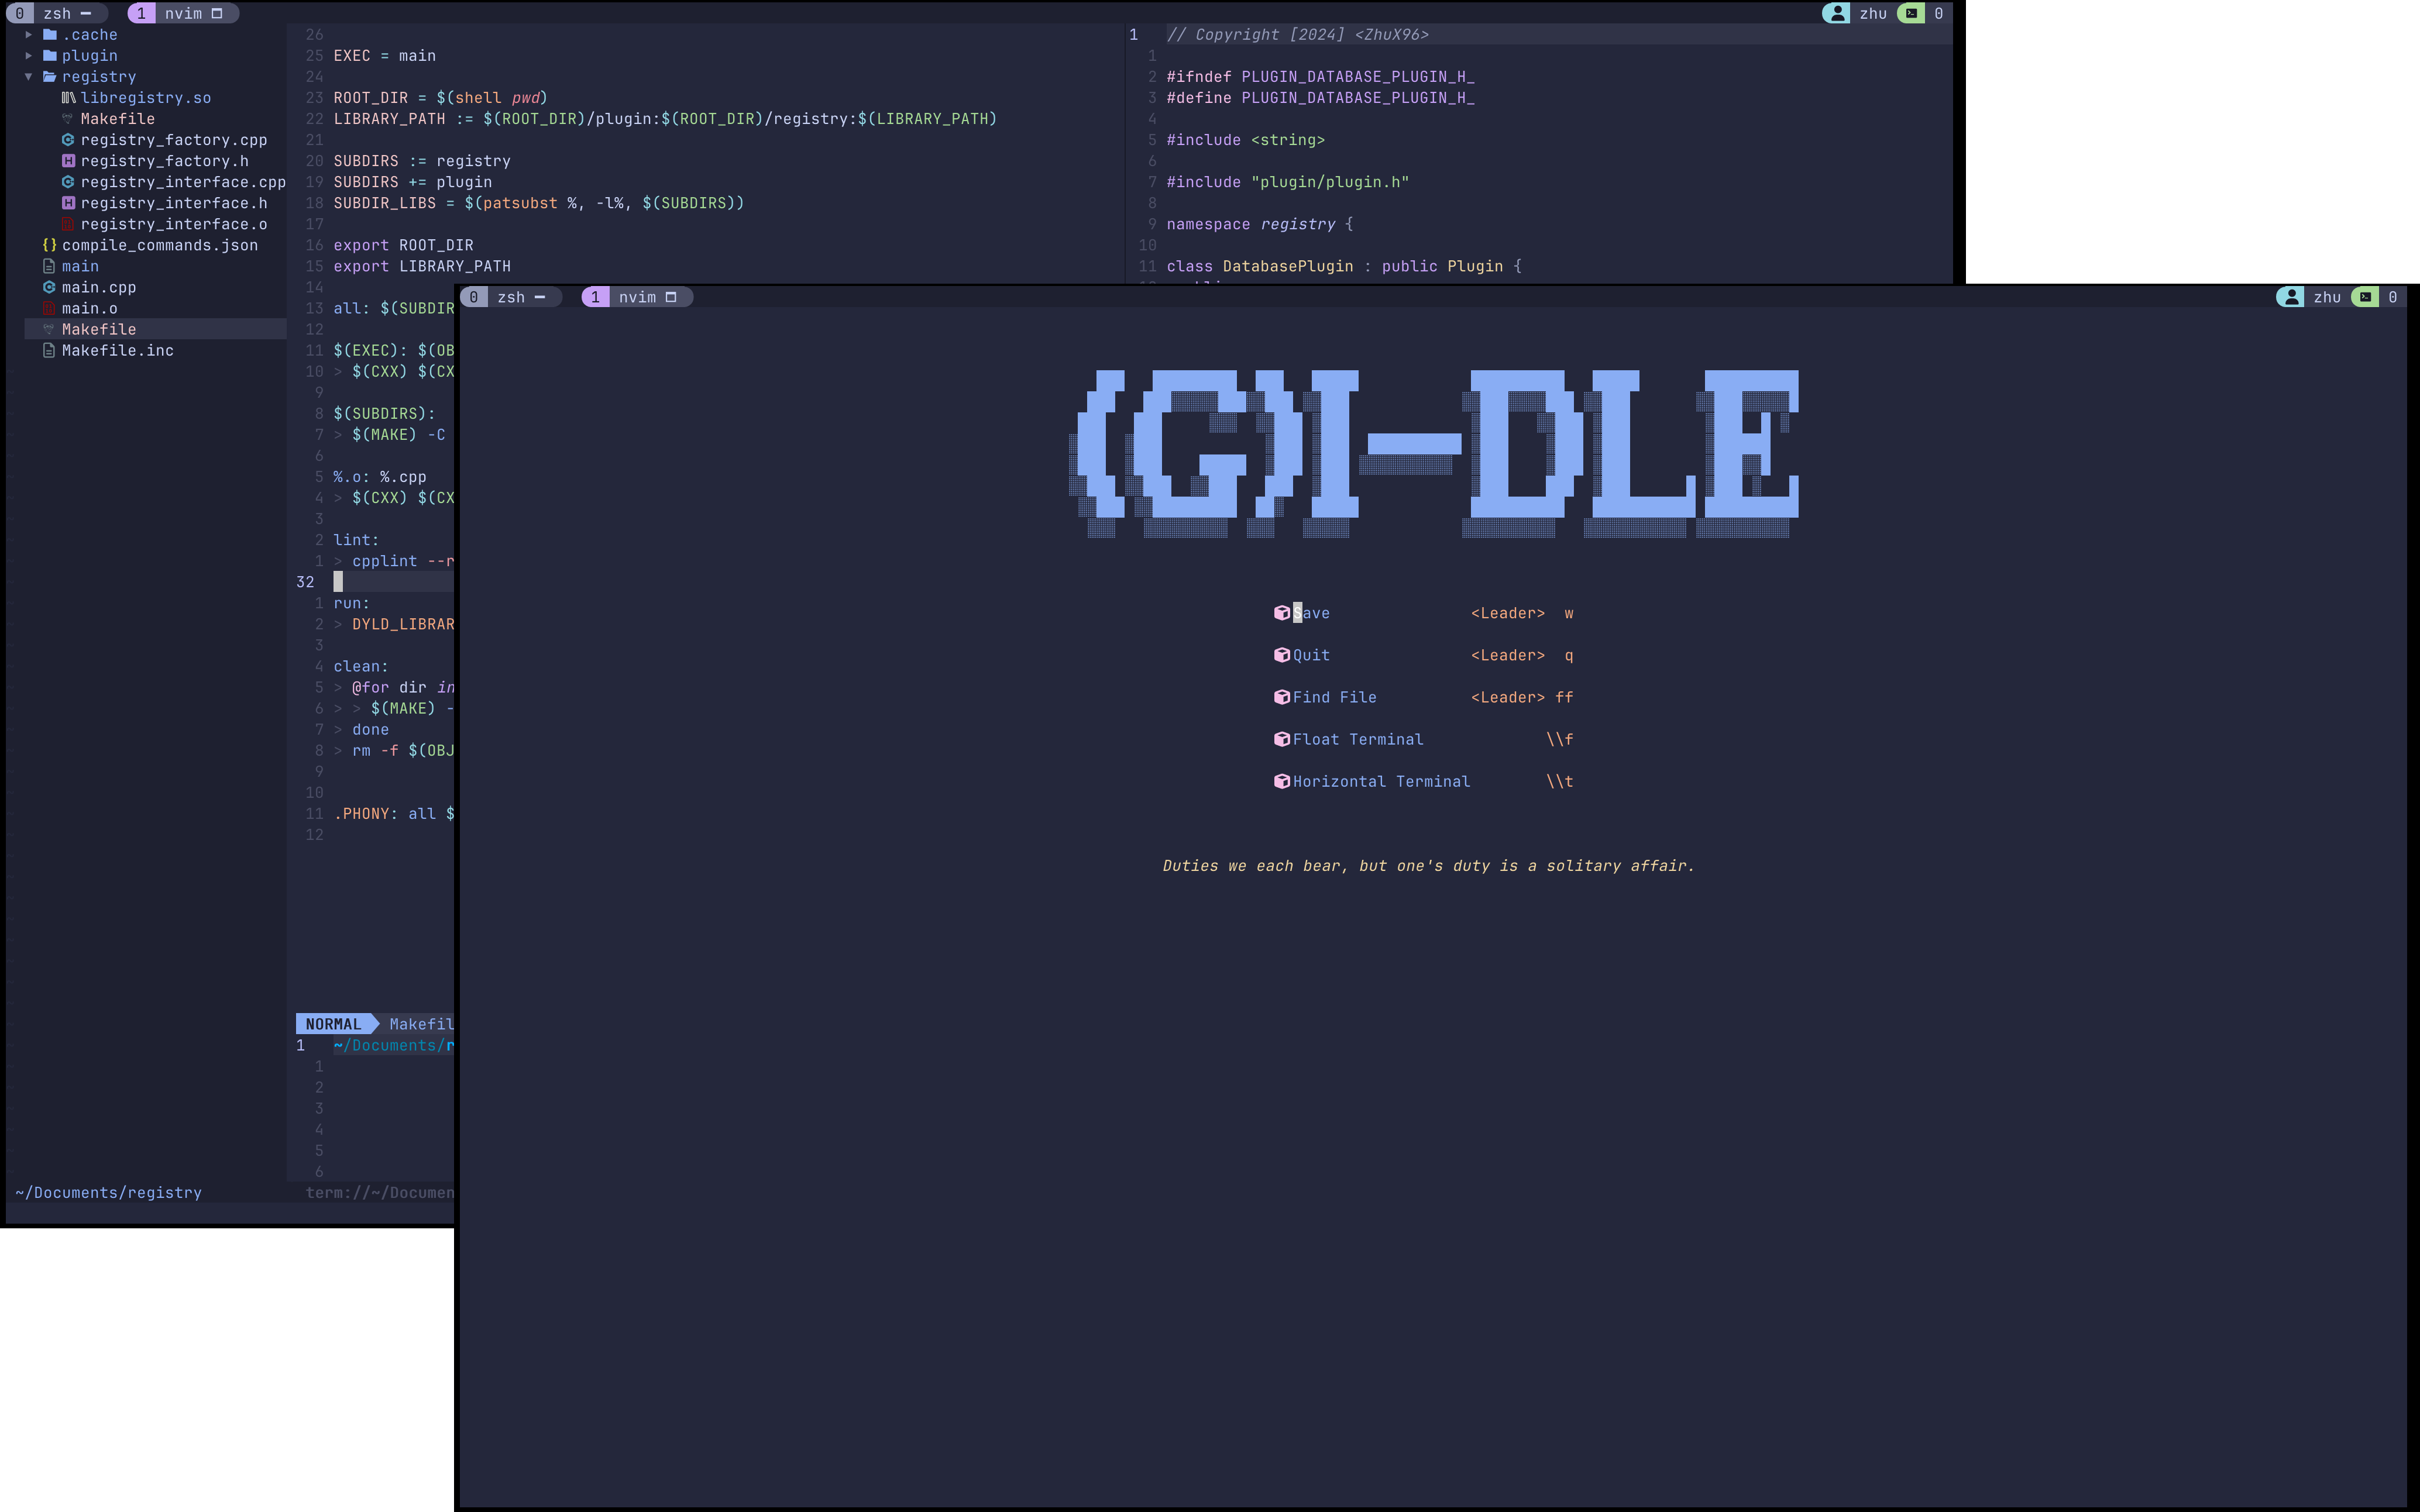 0 zsh 1 nvim zhu 0
.cache
plugin
registry
libregistry.so
Makefile
registry_factory.cpp
registry_factory.h
registry_interface.cpp
registry_interface.h
registry_interface.o
compile_commands.json
main
main.cpp
main.o
Makefile
Makefile.inc
~/Documents/registry
26
25 EXEC = main
24
23 ROOT_DIR = $(shell pwd)
22 LIBRARY_PATH := $(ROOT_DIR)/plugin:$(ROOT_DIR)/registry:$(LIBRARY_PATH)
21
20 SUBDIRS := registry
19 SUBDIRS += plugin
18 SUBDIR_LIBS = $(patsubst %, -l%, $(SUBDIRS))
17
16 export ROOT_DIR
15 export LIBRARY_PATH
14
13 all: $(SUBDIR
12
11 $(EXEC): $(OB
10 > $(CXX) $(CX
9
8 $(SUBDIRS):
7 > $(MAKE) -C
6
5 %.o: %.cpp
4 > $(CXX) $(CX
3
2 lint:
1 > cpplint --r
32
1 run:
2 > DYLD_LIBRAR
3
4 clean:
5 > @for dir in
6 > > $(MAKE) -
7 > done
8 > rm -f $(OBJ
9
10
11 .PHONY: all $
12
NORMAL Makefil
1 ~/Documents/r
1
2
3
4
5
6
term://~/Documen
1 // Copyright [2024] <ZhuX96>
1
2 #ifndef PLUGIN_DATABASE_PLUGIN_H_
3 #define PLUGIN_DATABASE_PLUGIN_H_
4
5 #include <string>
6
7 #include "plugin/plugin.h"
8
9 namespace registry {
10
11 class DatabasePlugin : public Plugin {
0 zsh 1 nvim zhu 0
(G)I-DLE
Save <Leader> w
Quit <Leader> q
Find File <Leader> ff
Float Terminal \\f
Horizontal Terminal \\t
Duties we each bear, but one's duty is a solitary affair.